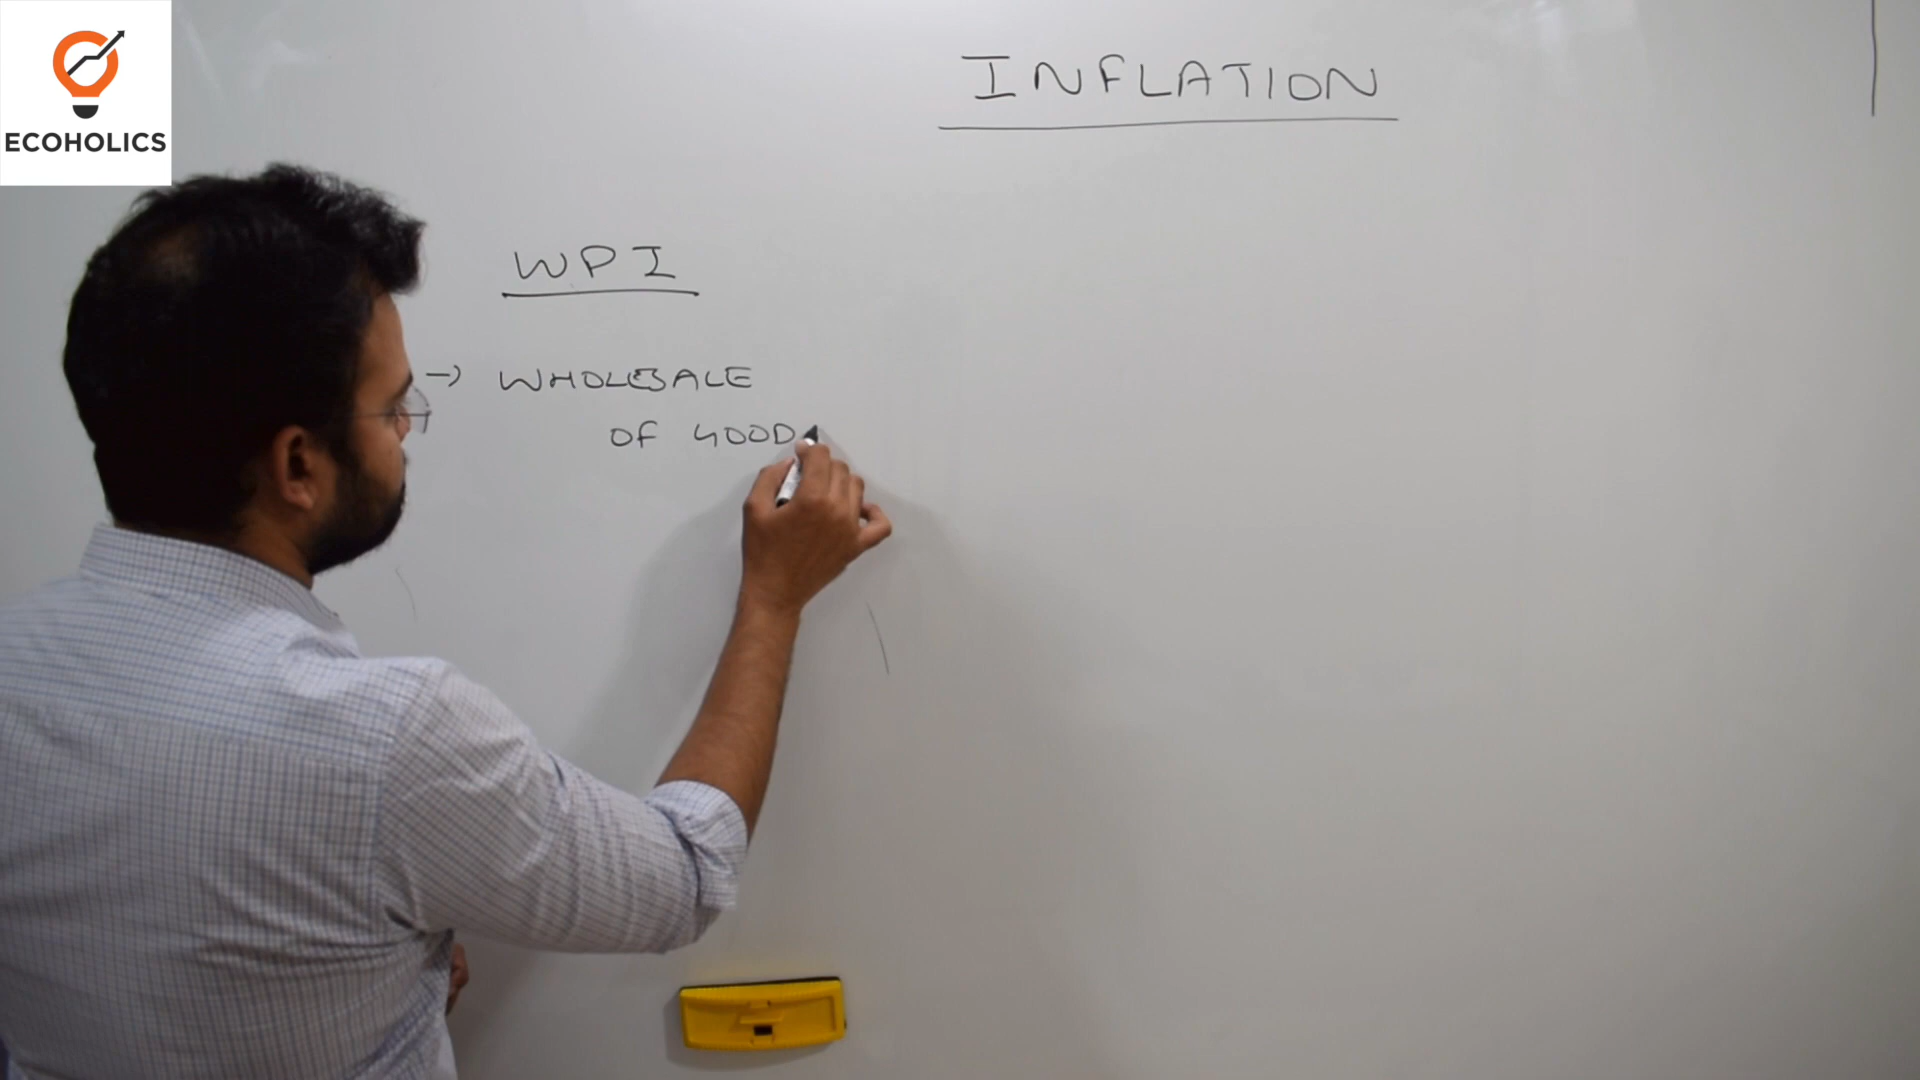 ECOHOLICS
INFLATION
WPI
→ WHOLESALE
OF GOOD